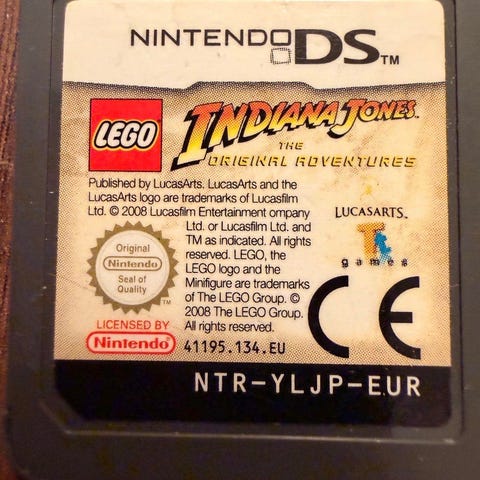 NINTENDO DS TM
LEGO
INDIANA JONES
THE
ORIGINAL ADVENTURES
Published by LucasArts. LucasArts and the
LucasArts logo are trademarks of Lucasfilm
Ltd. © 2008 Lucasfilm Entertainment ompany
Ltd. or Lucasfilm Ltd. and
TM as indicated. All rights
reserved. LEGO, the
LEGO logo and the
Minifigure are trademarks
of The LEGO Group. ©
2008 The LEGO Group.
All rights reserved.
LUCASARTS.
games
Original
Nintendo
Seal of
Quality
TM
LICENSED BY
Nintendo
41195.134.EU
CE
NTR-YLJP-EUR